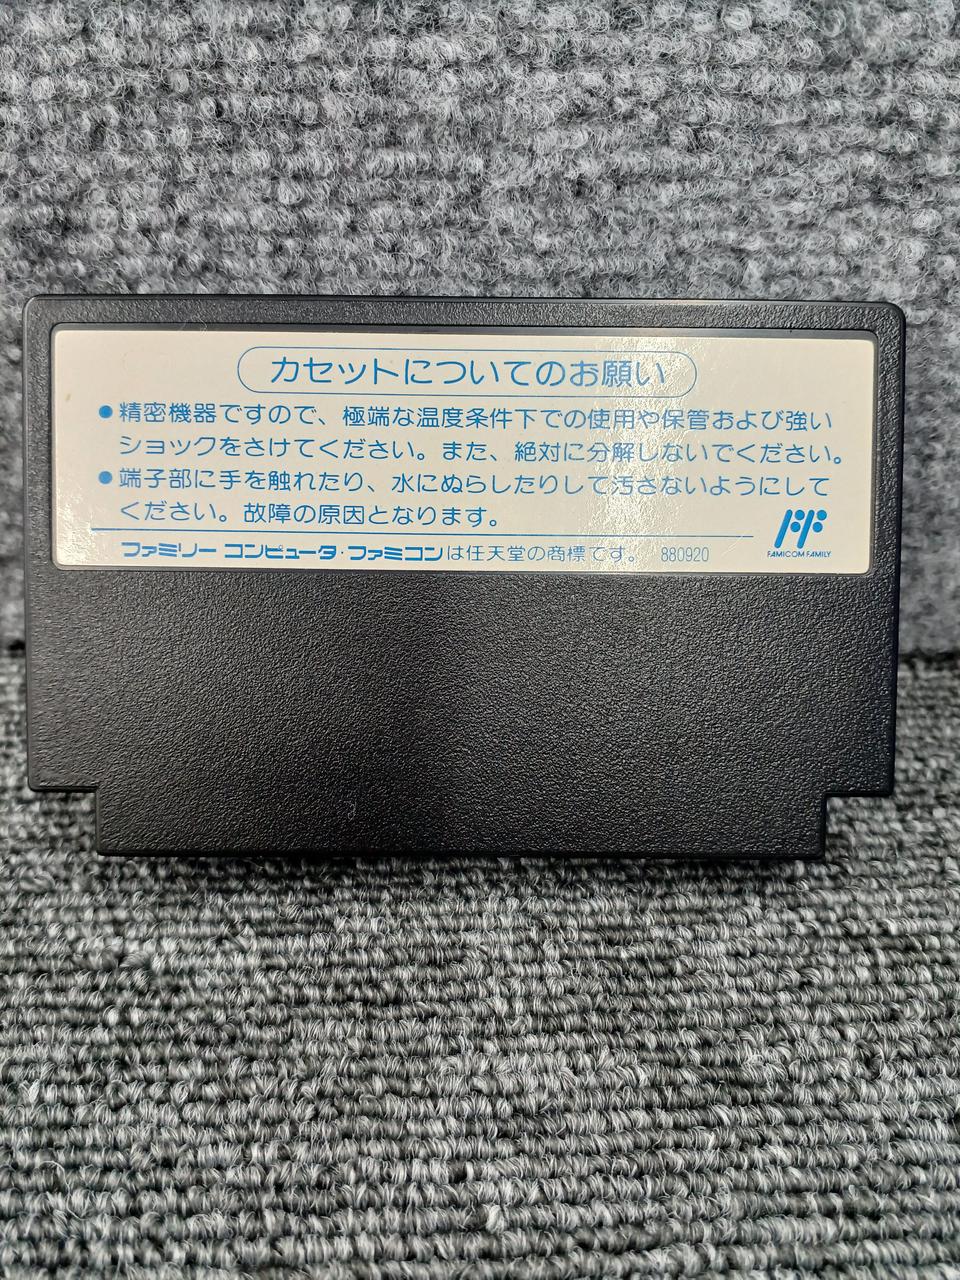 カセットについてのお願い
●精密機器ですので、極端な温度条件下での使用や保管および強い
ショックをさけてください。また、絶対に分解しないでください。
●端子部に手を触れたり、水にぬらしたりして汚さないようにして
ください。故障の原因となります。
FAMICOM FAMILY
ファミリー コンピュータ・ファミコンは任天堂の商標です。 880920